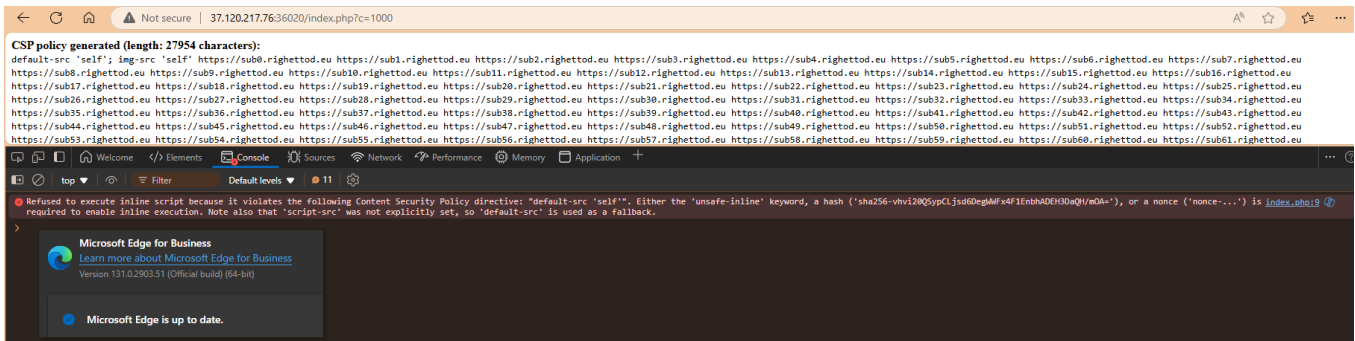 Not secure | 37.120.217.76:36020/index.php?c=1000
CSP policy generated (length: 27954 characters):
default-src 'self'; img-src 'self' https://sub0.righettod.eu https://sub1.righettod.eu https://sub2.righettod.eu https://sub3.righettod.eu https://sub4.righettod.eu https://sub5.righettod.eu https://sub6.righettod.eu https://sub7.righettod.eu
https://sub8.righettod.eu https://sub9.righettod.eu https://sub10.righettod.eu https://sub11.righettod.eu https://sub12.righettod.eu https://sub13.righettod.eu https://sub14.righettod.eu https://sub15.righettod.eu https://sub16.righettod.eu
https://sub17.righettod.eu https://sub18.righettod.eu https://sub19.righettod.eu https://sub20.righettod.eu https://sub21.righettod.eu https://sub22.righettod.eu https://sub23.righettod.eu https://sub24.righettod.eu https://sub25.righettod.eu
https://sub26.righettod.eu https://sub27.righettod.eu https://sub28.righettod.eu https://sub29.righettod.eu https://sub30.righettod.eu https://sub31.righettod.eu https://sub32.righettod.eu https://sub33.righettod.eu https://sub34.righettod.eu
https://sub35.righettod.eu https://sub36.righettod.eu https://sub37.righettod.eu https://sub38.righettod.eu https://sub39.righettod.eu https://sub40.righettod.eu https://sub41.righettod.eu https://sub42.righettod.eu https://sub43.righettod.eu
https://sub44.righettod.eu https://sub45.righettod.eu https://sub46.righettod.eu https://sub47.righettod.eu https://sub48.righettod.eu https://sub49.righettod.eu https://sub50.righettod.eu https://sub51.righettod.eu https://sub52.righettod.eu
https://sub53.righettod.eu https://sub54.righettod.eu https://sub55.righettod.eu https://sub56.righettod.eu https://sub57.righettod.eu https://sub58.righettod.eu https://sub59.righettod.eu https://sub60.righettod.eu https://sub61.righettod.eu
Welcome </> Elements Console Sources Network Performance Memory Application
top Filter Default levels 11
Refused to execute inline script because it violates the following Content Security Policy directive: "default-src 'self'". Either the 'unsafe-inline' keyword, a hash ('sha256-vhvi20QSypCLjsd6DegWWFx4F1EnbhADEH3DaQH/mOA='), or a nonce ('nonce-...') is index.php:9
required to enable inline execution. Note also that 'script-src' was not explicitly set, so 'default-src' is used as a fallback.
Microsoft Edge for Business
Learn more about Microsoft Edge for Business
Version 131.0.2903.51 (Official build) (64-bit)
Microsoft Edge is up to date.